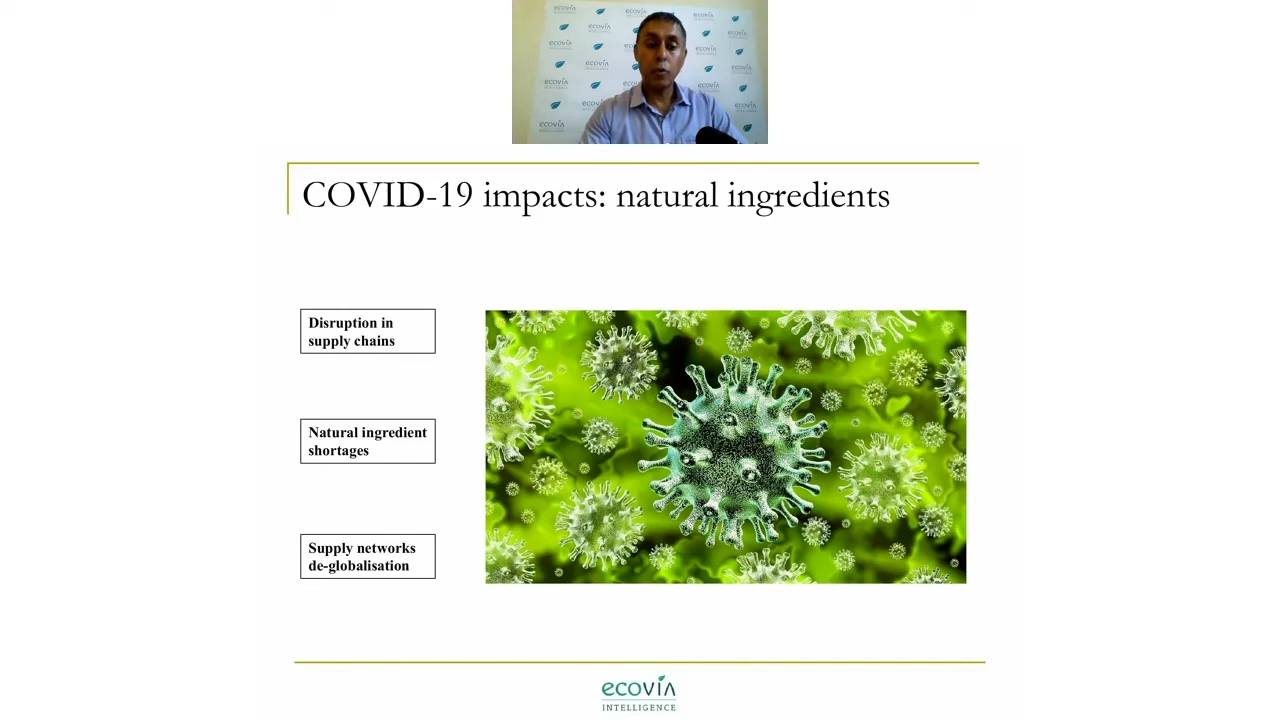 COVID-19 impacts: natural ingredients
Disruption in
supply chains
Natural ingredient
shortages
Supply networks
de-globalisation
ecovia
INTELLIGENCE